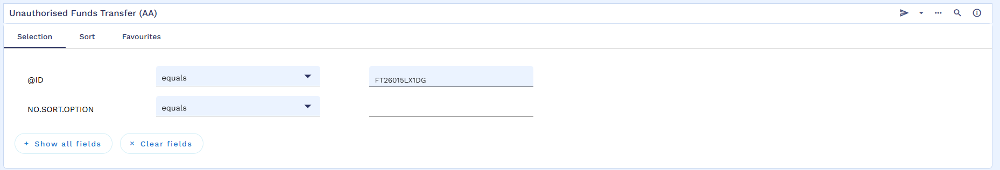 Unauthorised Funds Transfer (AA)
Selection Sort Favourites
@ID equals FT26015LX1DG
NO.SORT.OPTION equals
+ Show all fields × Clear fields